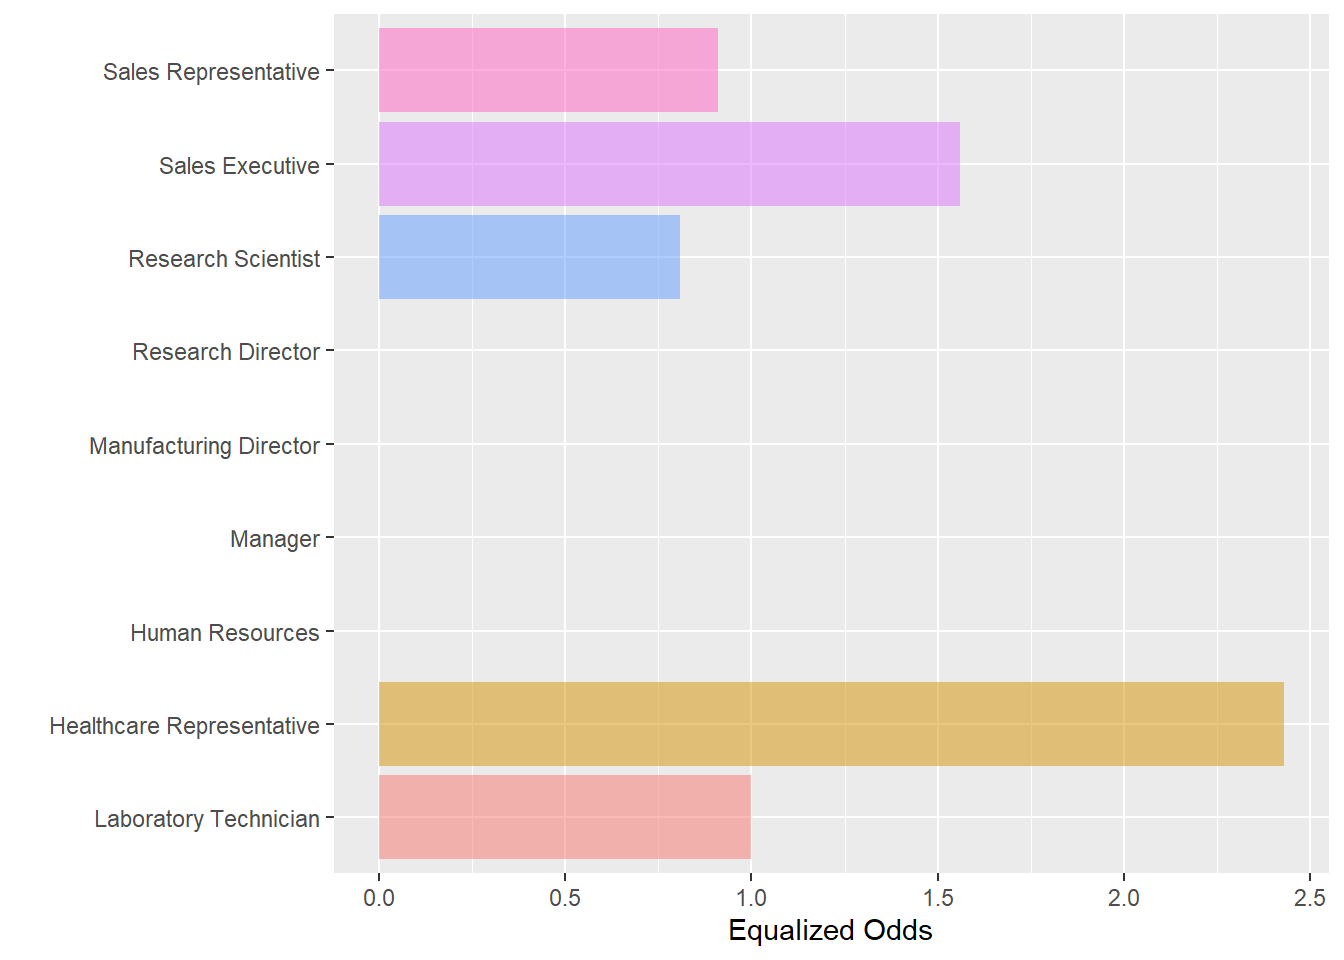 Sales Representative
Sales Executive
Research Scientist
Research Director
Manufacturing Director
Manager
Human Resources
Healthcare Representative
Laboratory Technician
0.0 0.5 1.0 1.5 2.0 2.5
Equalized Odds